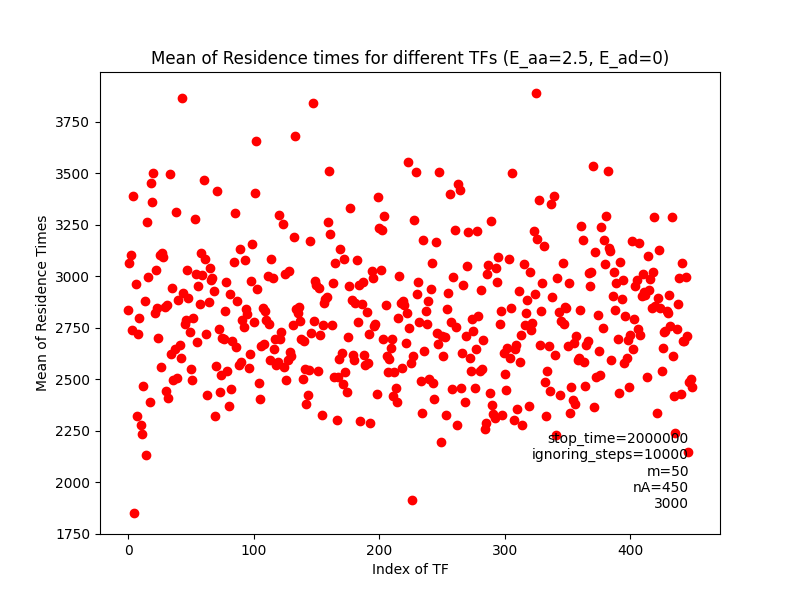 Mean of Residence times for different TFs (E_aa=2.5, E_ad=0)
Mean of Residence Times
3750
3500
3250
3000
2750
2500
2250
2000
1750
stop_time=2000000
ignoring_steps=10000
m=50
nA=450
3000
0 100 200 300 400
Index of TF